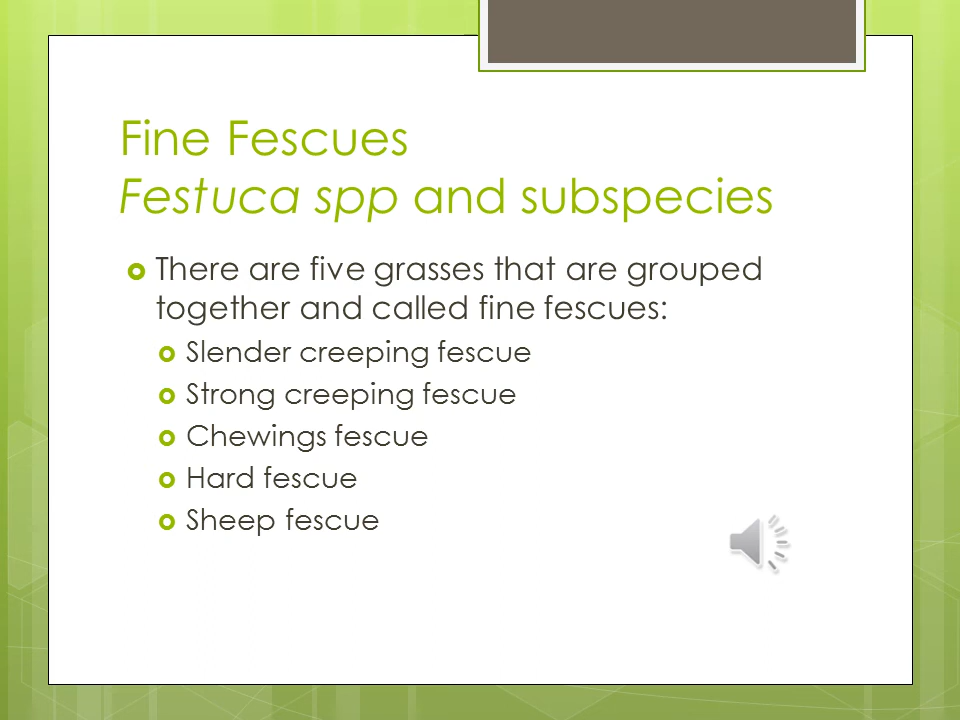 Fine Fescues
Festuca spp and subspecies
There are five grasses that are grouped
together and called fine fescues:
Slender creeping fescue
Strong creeping fescue
Chewings fescue
Hard fescue
Sheep fescue